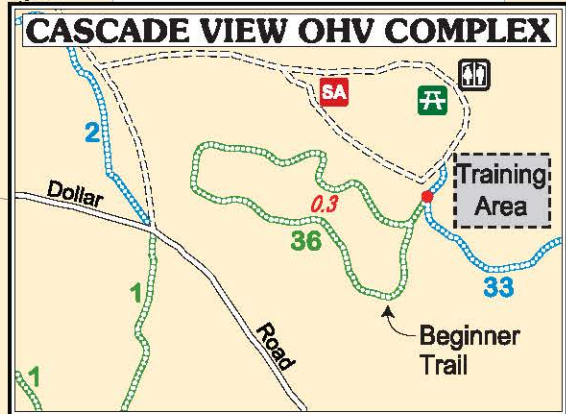 CASCADE VIEW OHV COMPLEX
SA
2
Training
Area
Dollar
0.3
36
33
1
Road
Beginner
Trail
1